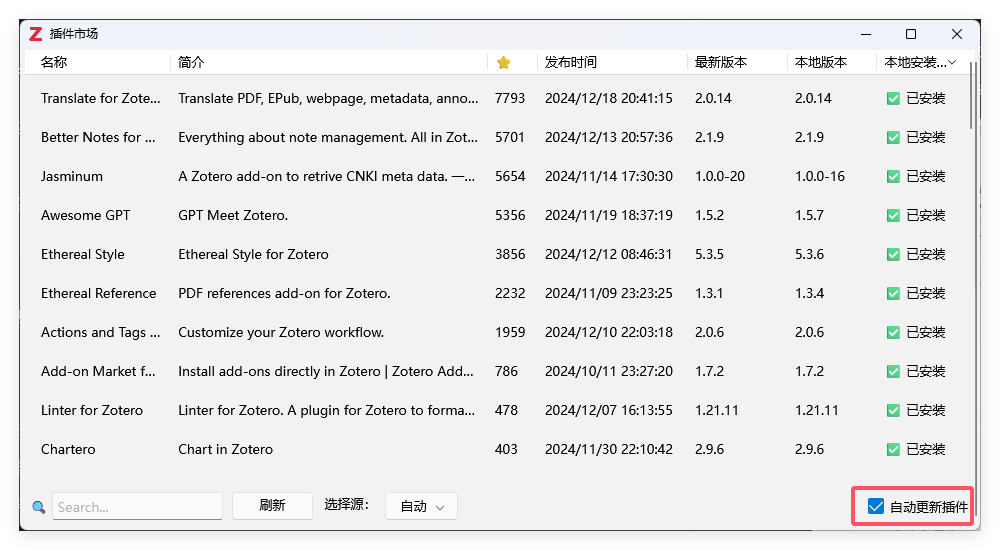 Z 插件市场
名称 简介 发布时间 最新版本 本地版本 本地安装...
Translate for Zote... Translate PDF, EPub, webpage, metadata, anno... 7793 2024/12/18 20:41:15 2.0.14 2.0.14 已安装
Better Notes for ... Everything about note management. All in Zot... 5701 2024/12/13 20:57:36 2.1.9 2.1.9 已安装
Jasminum A Zotero add-on to retrive CNKI meta data. 一... 5654 2024/11/14 17:30:30 1.0.0-20 1.0.0-16 已安装
Awesome GPT GPT Meet Zotero. 5356 2024/11/19 18:37:19 1.5.2 1.5.7 已安装
Ethereal Style Ethereal Style for Zotero 3856 2024/12/12 08:46:31 5.3.5 5.3.6 已安装
Ethereal Reference PDF references add-on for Zotero. 2232 2024/11/09 23:23:25 1.3.1 1.3.4 已安装
Actions and Tags ... Customize your Zotero workflow. 1959 2024/12/10 22:03:18 2.0.6 2.0.6 已安装
Add-on Market f... Install add-ons directly in Zotero | Zotero Add... 786 2024/10/11 23:27:20 1.7.2 1.7.2 已安装
Linter for Zotero Linter for Zotero. A plugin for Zotero to forma... 478 2024/12/07 16:13:55 1.21.11 1.21.11 已安装
Chartero Chart in Zotero 403 2024/11/30 22:10:42 2.9.6 2.9.6 已安装
Search... 刷新 选择源: 自动 自动更新插件